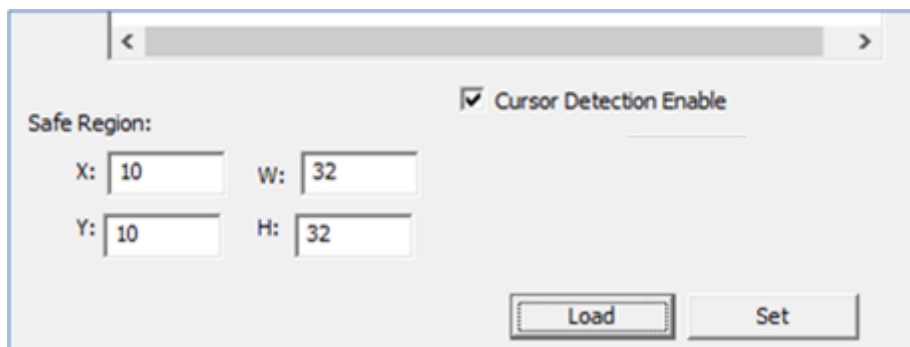 Cursor Detection Enable
Safe Region:
X: 10 W: 32
Y: 10 H: 32
Load Set